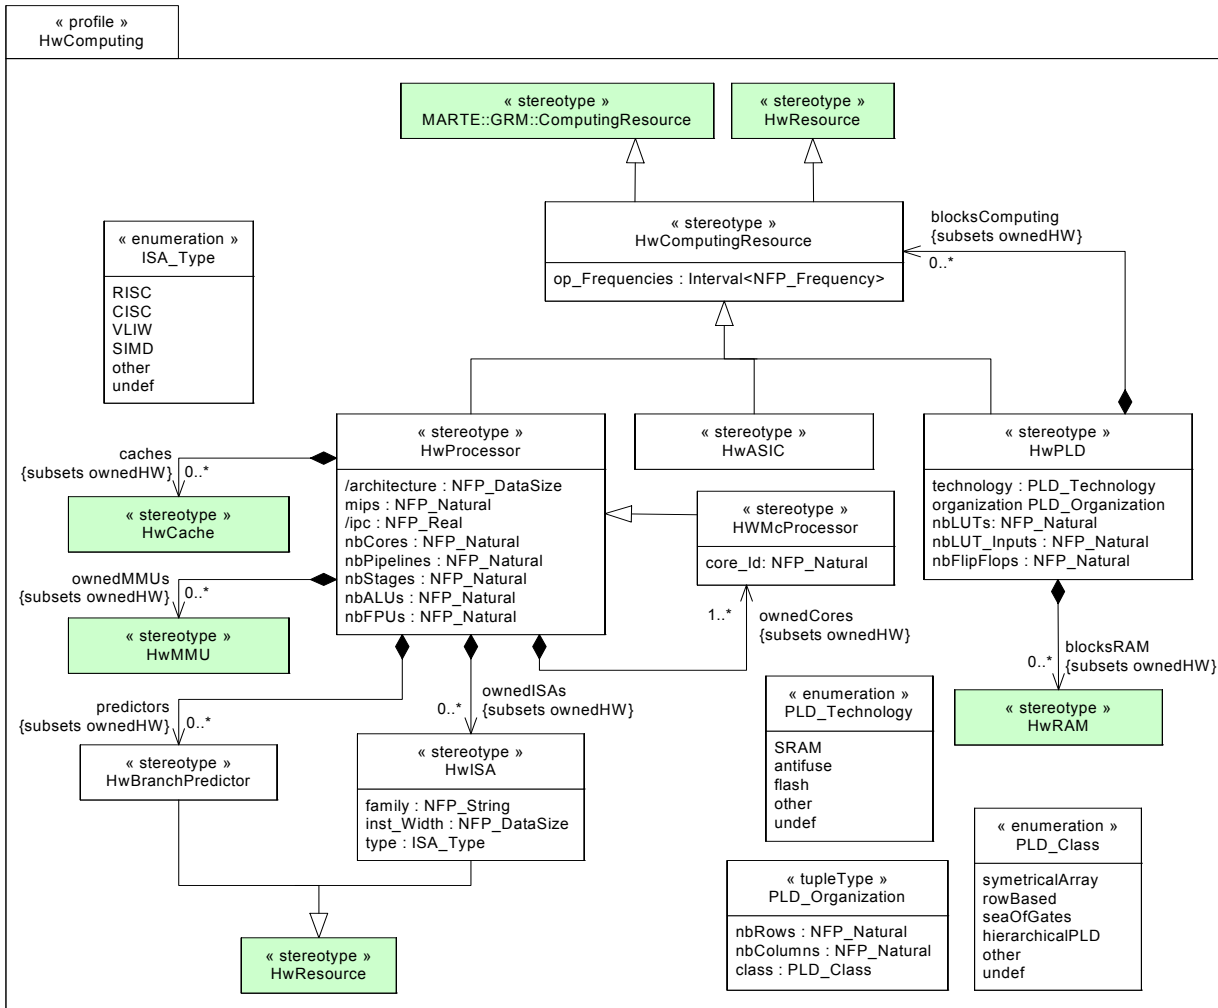 « profile »
HwComputing
« stereotype »
MARTE::GRM::ComputingResource
« stereotype »
HwResource
« stereotype »
HwComputingResource
op_Frequencies : Interval<NFP_Frequency>
blocksComputing
{subsets ownedHW}
0..*
« enumeration »
ISA_Type
RISC
CISC
VLIW
SIMD
other
undef
« stereotype »
HwProcessor
/architecture : NFP_DataSize
mips : NFP_Natural
/ipc : NFP_Real
nbCores : NFP_Natural
nbPipelines : NFP_Natural
nbStages : NFP_Natural
nbALUs : NFP_Natural
nbFPUs : NFP_Natural
« stereotype »
HwASIC
« stereotype »
HwPLD
technology : PLD_Technology
organization PLD_Organization
nbLUTs: NFP_Natural
nbLUT_Inputs : NFP_Natural
nbFlipFlops : NFP_Natural
caches
{subsets ownedHW}
0..*
« stereotype »
HwCache
« stereotype »
HWMcProcessor
core_Id: NFP_Natural
ownedMMUs
{subsets ownedHW}
0..*
« stereotype »
HwMMU
1..*
ownedCores
{subsets ownedHW}
blocksRAM
{subsets ownedHW}
0..*
« stereotype »
HwRAM
predictors
{subsets ownedHW}
0..*
« stereotype »
HwBranchPredictor
ownedISAs
{subsets ownedHW}
0..*
« stereotype »
HwISA
family : NFP_String
inst_Width : NFP_DataSize
type : ISA_Type
« enumeration »
PLD_Technology
SRAM
antifuse
flash
other
undef
« enumeration »
PLD_Class
symetricalArray
rowBased
seaOfGates
hierarchicalPLD
other
undef
« tupleType »
PLD_Organization
nbRows : NFP_Natural
nbColumns : NFP_Natural
class : PLD_Class
« stereotype »
HwResource